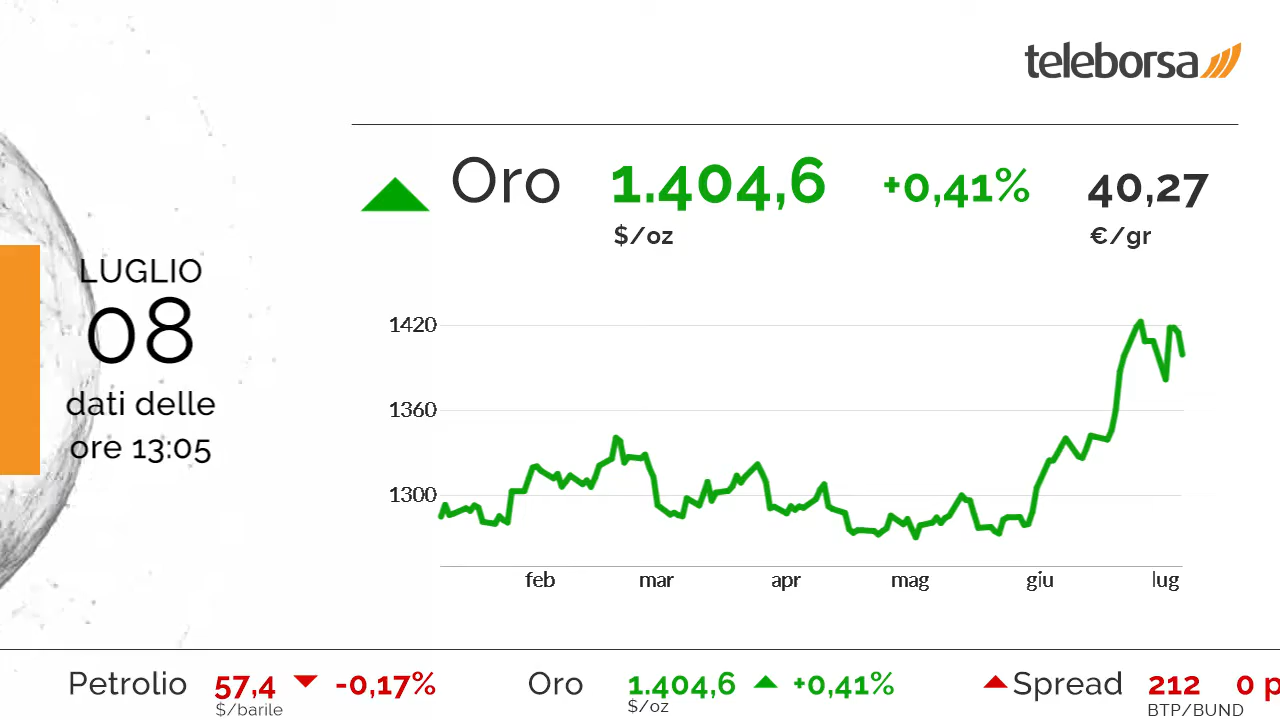 teleborsa
Oro 1.404,6 +0,41% 40,27
$/oz €/gr
LUGLIO
08
dati delle
ore 13:05
1420
1360
1300
feb mar apr mag giu lug
Petrolio 57,4 -0,17% Oro 1.404,6 +0,41% Spread 212 0 p
$/barile $/oz BTP/BUND